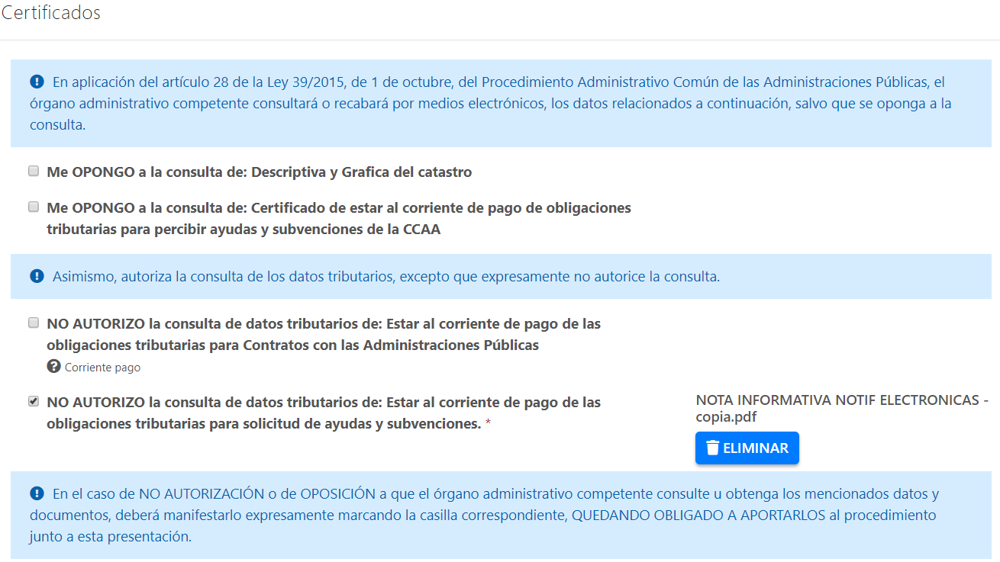 Certificados
En aplicación del artículo 28 de la Ley 39/2015, de 1 de octubre, del Procedimiento Administrativo Común de las Administraciones Públicas, el
órgano administrativo competente consultará o recabará por medios electrónicos, los datos relacionados a continuación, salvo que se oponga a la
consulta.
Me OPONGO a la consulta de: Descriptiva y Grafica del catastro
Me OPONGO a la consulta de: Certificado de estar al corriente de pago de obligaciones
tributarias para percibir ayudas y subvenciones de la CCAA
Asimismo, autoriza la consulta de los datos tributarios, excepto que expresamente no autorice la consulta.
NO AUTORIZO la consulta de datos tributarios de: Estar al corriente de pago de las
obligaciones tributarias para Contratos con las Administraciones Públicas
Corriente pago
NO AUTORIZO la consulta de datos tributarios de: Estar al corriente de pago de las
obligaciones tributarias para solicitud de ayudas y subvenciones. *
NOTA INFORMATIVA NOTIF ELECTRONICAS -
copia.pdf
ELIMINAR
En el caso de NO AUTORIZACIÓN o de OPOSICIÓN a que el órgano administrativo competente consulte u obtenga los mencionados datos y
documentos, deberá manifestarlo expresamente marcando la casilla correspondiente, QUEDANDO OBLIGADO A APORTARLOS al procedimiento
junto a esta presentación.